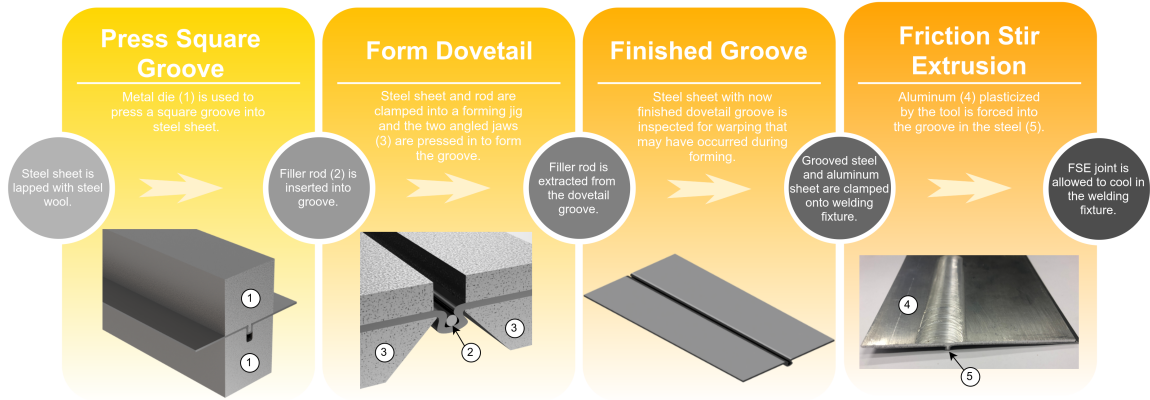 Press Square
Groove
Metal die (1) is used to
press a square groove into
steel sheet.
Steel sheet is
lapped with steel
wool.
1
1
Filler rod (2) is
inserted into
groove.
Form Dovetail
Steel sheet and rod are
clamped into a forming jig
and the two angled jaws
(3) are pressed in to form
the groove.
3
3
2
Filler rod is
extracted from
the dovetail
groove.
Finished Groove
Steel sheet with now
finished dovetail groove is
inspected for warping that
may have occurred during
forming.
Grooved steel
and aluminum
sheet are clamped
onto welding
fixture.
Friction Stir
Extrusion
Aluminum (4) plasticized
by the tool is forced into
the groove in the steel (5).
4
5
FSE joint is
allowed to cool in
the welding
fixture.